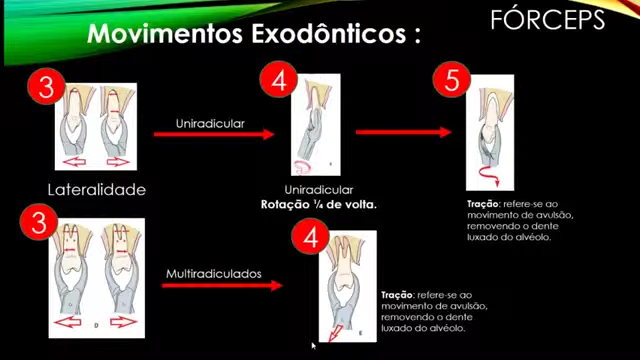 FÓRCEPS
Movimentos Exodônticos :
3
4
5
Unirradicular
Lateralidade
Uniradicular
Rotação ¼ de volta.
Tração: refere-se ao
movimento de avulsão,
removendo o dente
luxado do alvéolo.
3
4
Multiradiculados
D
E
Tração: refere-se ao
movimento de avulsão,
removendo o dente
luxado do alvéolo.